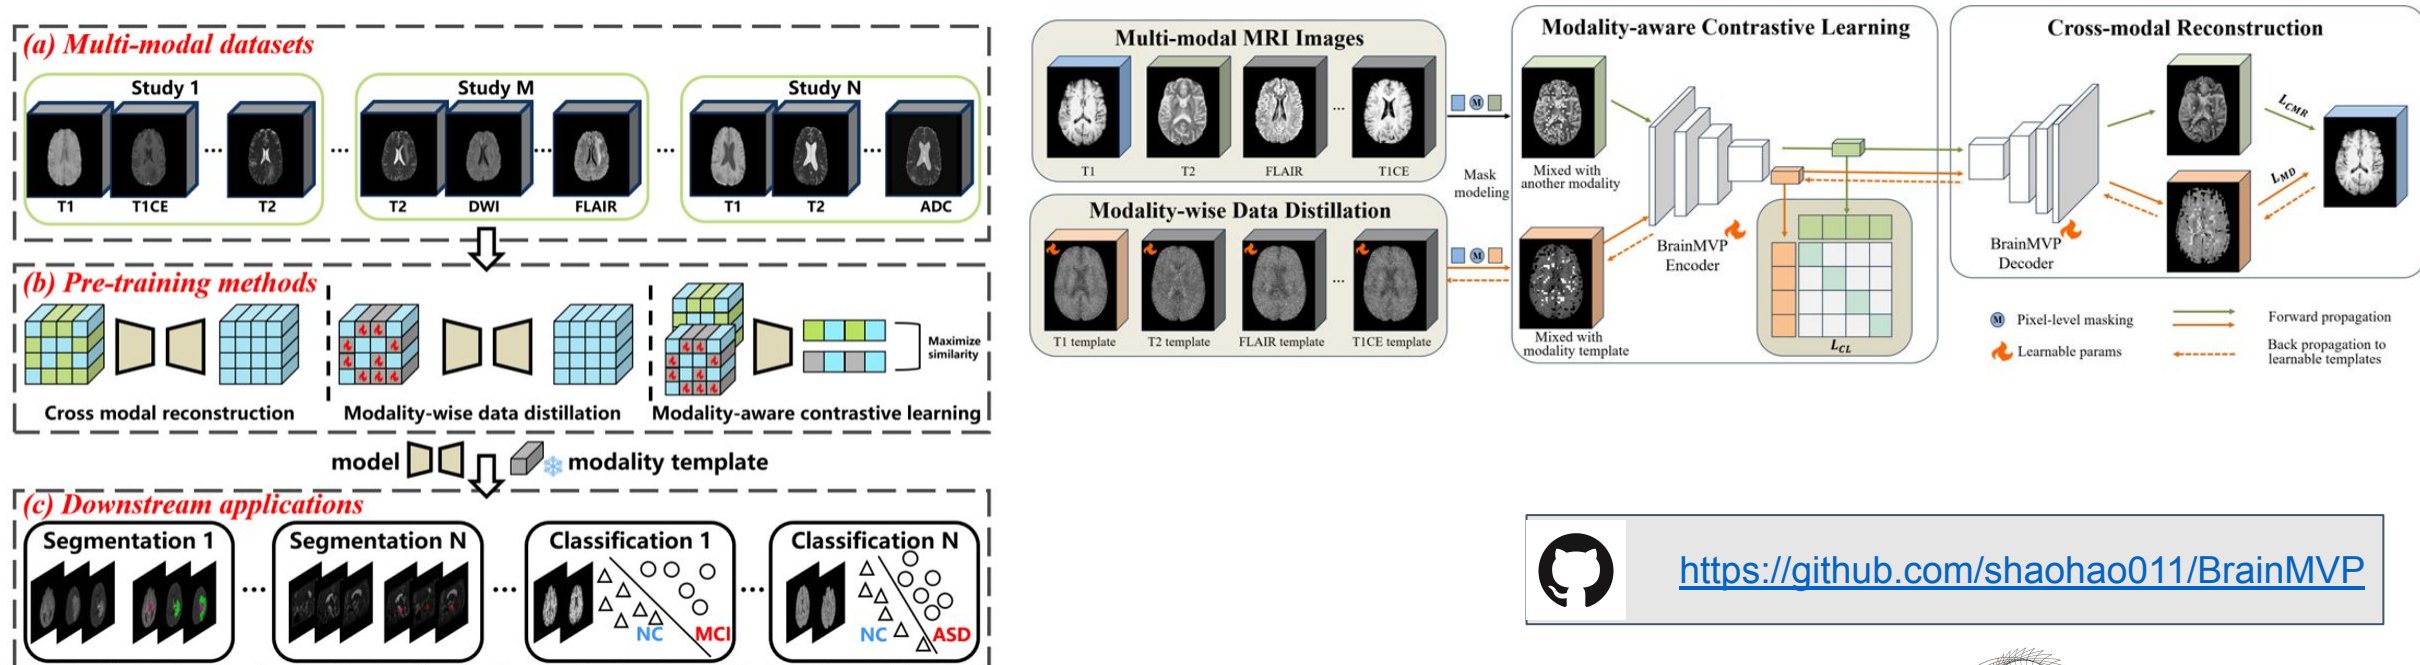 (a) Multi-modal datasets
Study 1
T1 T1CE ... T2
...
Study M
T2 DWI ... FLAIR
...
Study N
T1 T2 ... ADC
(b) Pre-training methods
Cross modal reconstruction
Modality-wise data distillation
Maximize
similarity
Modality-aware contrastive learning
model
modality template
(c) Downstream applications
Segmentation 1
...
Segmentation N
...
Classification 1
NC MCI
...
Classification N
NC ASD
Multi-modal MRI Images
...
T1 T2 FLAIR T1CE
Modality-wise Data Distillation
...
T1 template T2 template FLAIR template T1CE template
M
Mask
modeling
M
Modality-aware Contrastive Learning
Mixed with
another modality
Mixed with
modality template
BrainMVP
Encoder
L_CL
Cross-modal Reconstruction
BrainMVP
Decoder
L_CMR
L_MD
M Pixel-level masking
Learnable params
Forward propagation
Back propagation to
learnable templates
https://github.com/shaohao011/BrainMVP